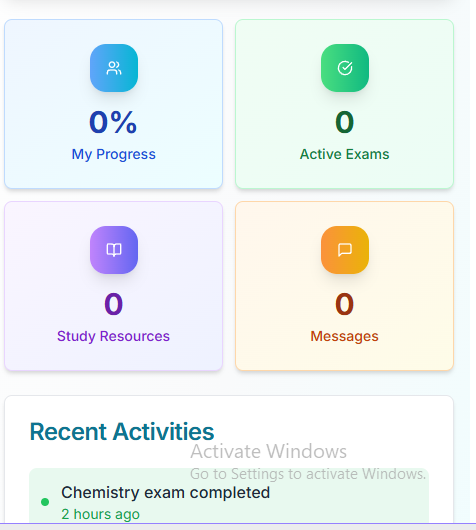 0%
My Progress
0
Active Exams
0
Study Resources
0
Messages
Recent Activities
Activate Windows
Go to Settings to activate Windows.
Chemistry exam completed
2 hours ago